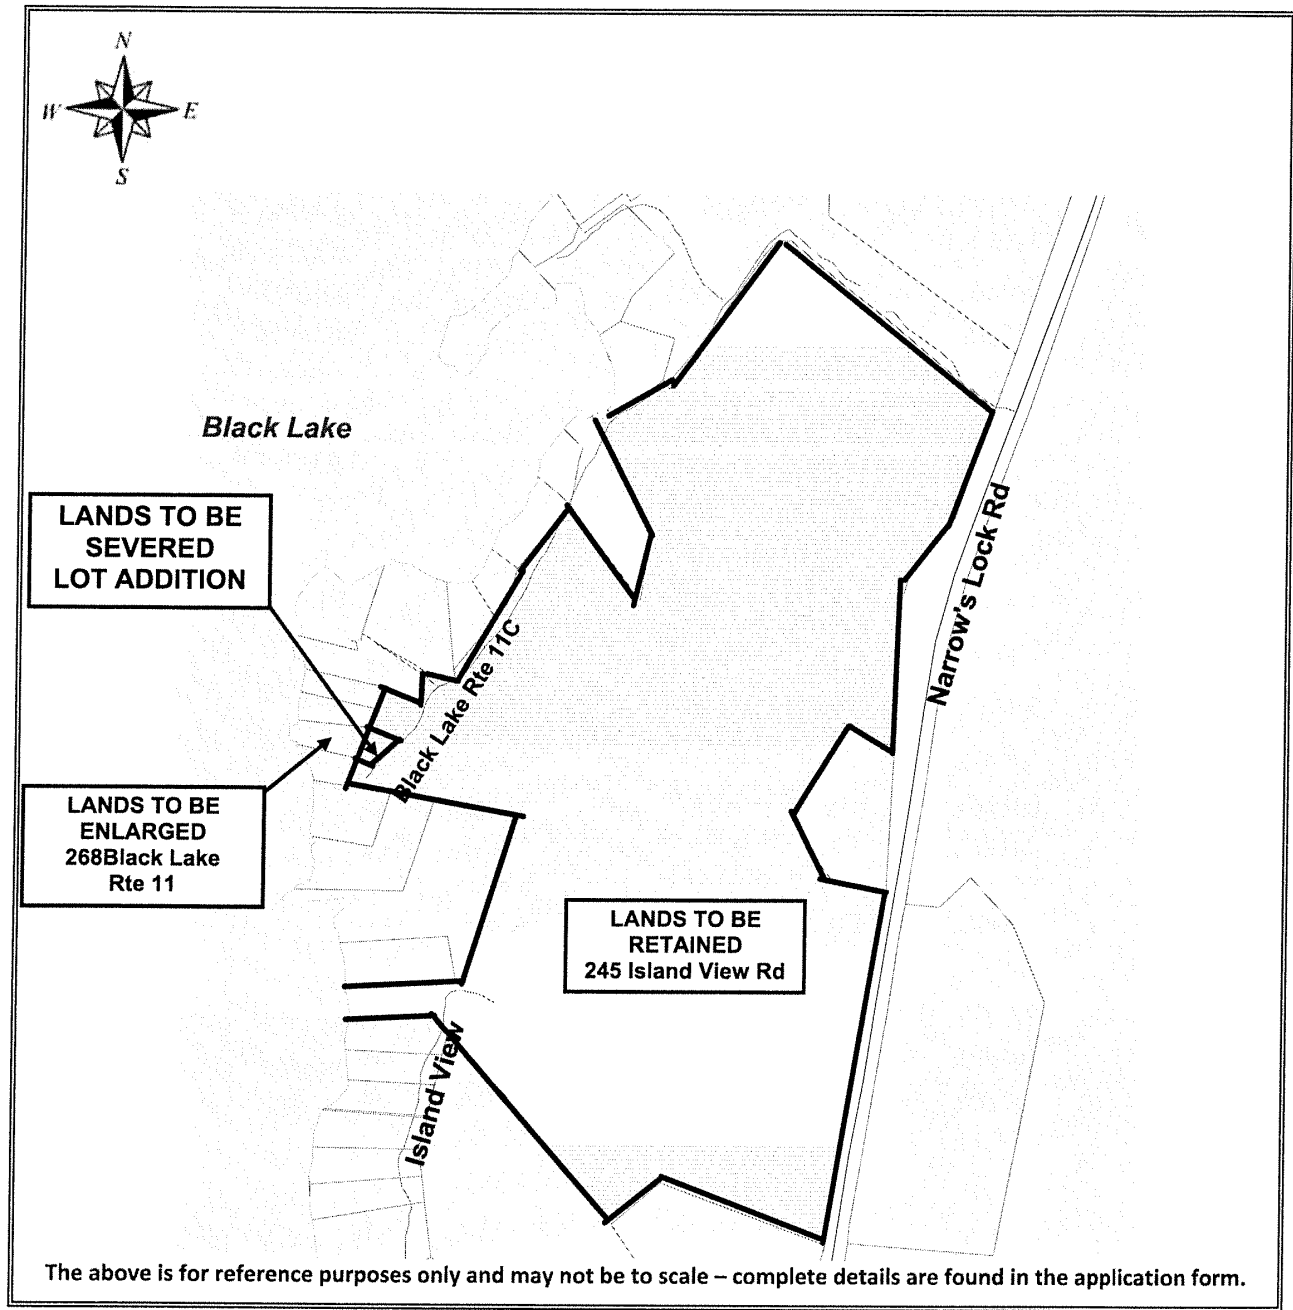 N
W E
S
Black Lake
LANDS TO BE
SEVERED
LOT ADDITION
Narrow's Lock Rd
Black Lake Rte 11C
LANDS TO BE
ENLARGED
268Black Lake
Rte 11
LANDS TO BE
RETAINED
245 Island View Rd
Island View
The above is for reference purposes only and may not be to scale – complete details are found in the application form.